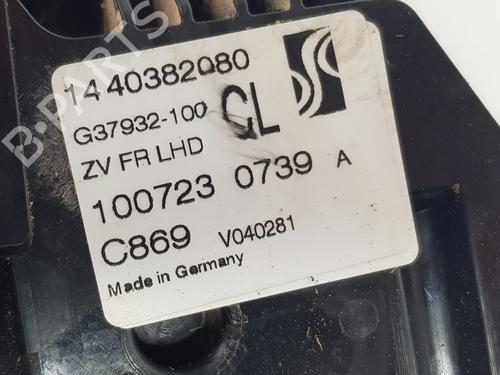 1440382080
G37932-100
CL
ZV FR LHD
100723 0739 A
C869 V040281
Made in Germany
B-PARTS